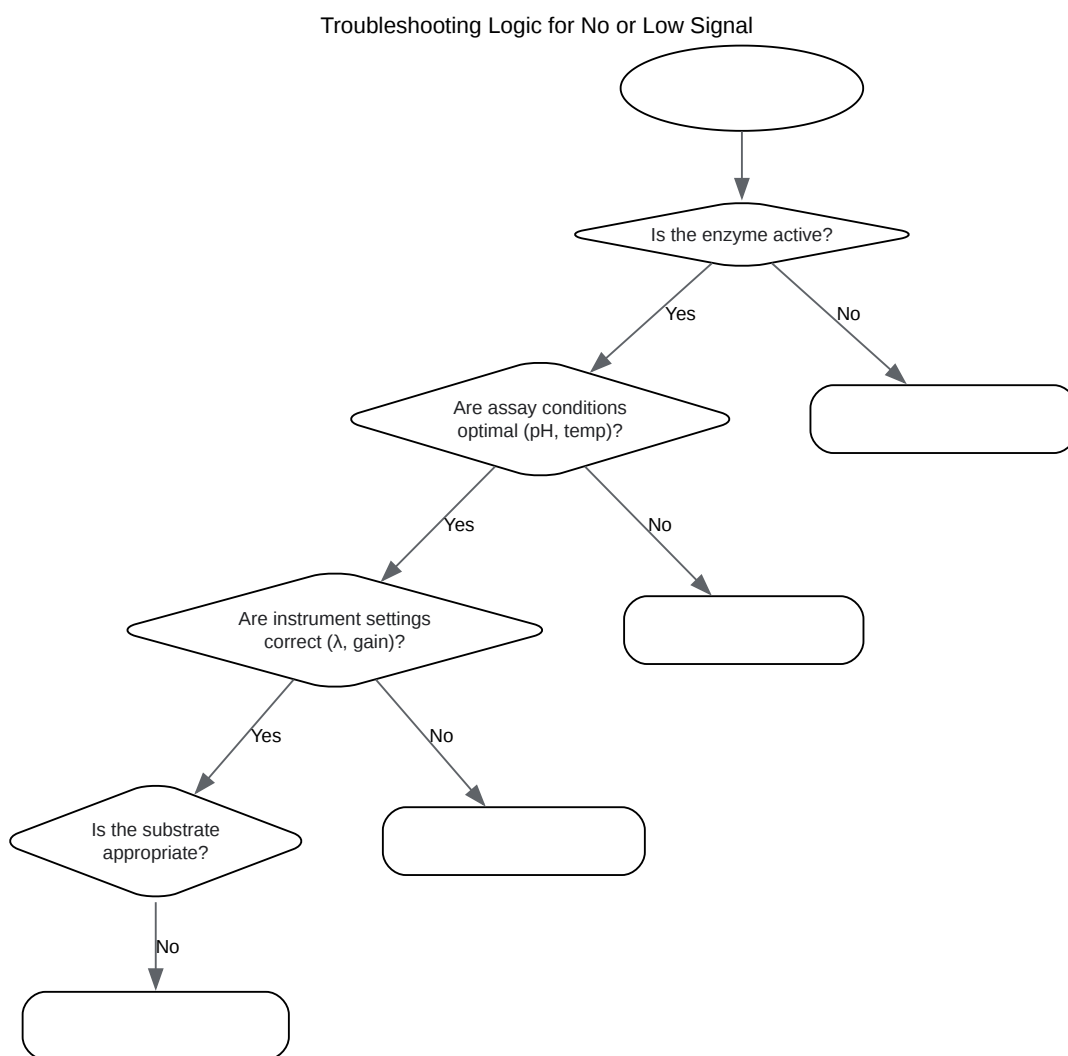 Troubleshooting Logic for No or Low Signal
Is the enzyme active?
Yes
No
Are assay conditions
optimal (pH, temp)?
Yes
No
Are instrument settings
correct (λ, gain)?
Yes
No
Is the substrate
appropriate?
No